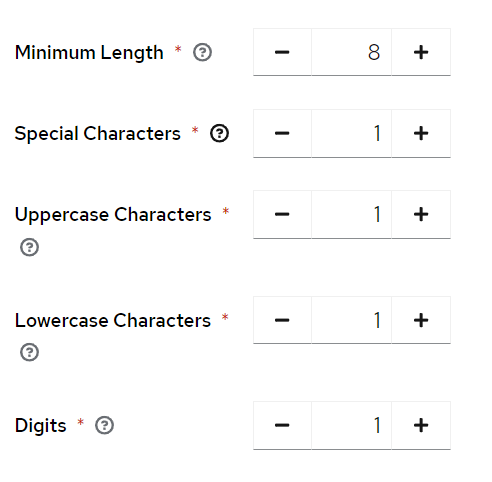 Minimum Length * ? − 8 +
Special Characters * ? − 1 +
Uppercase Characters * − 1 +
?
Lowercase Characters * − 1 +
?
Digits * ? − 1 +